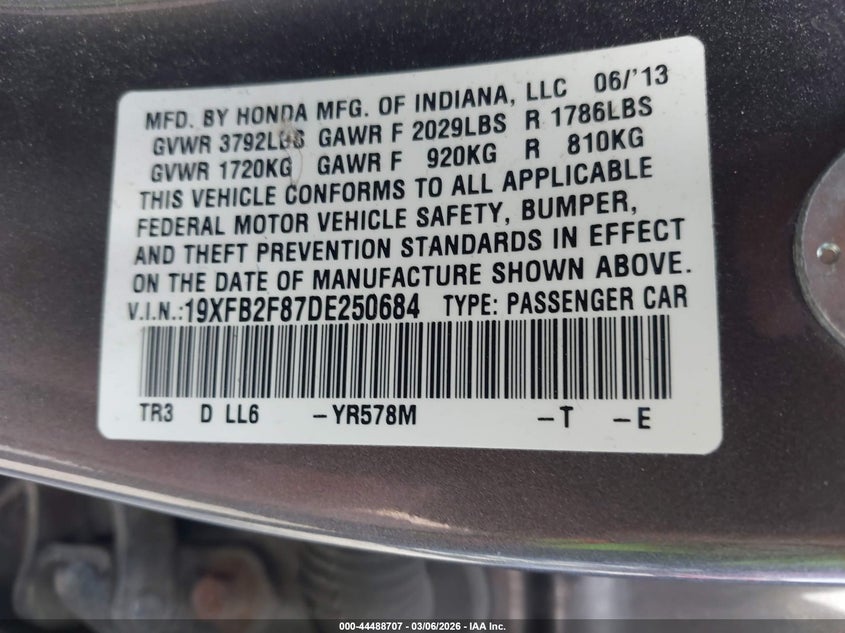 MFD. BY HONDA MFG. OF INDIANA, LLC 06/'13
GVWR 3792LBS GAWR F 2029LBS R 1786LBS
GVWR 1720KG GAWR F 920KG R 810KG
THIS VEHICLE CONFORMS TO ALL APPLICABLE
FEDERAL MOTOR VEHICLE SAFETY, BUMPER,
AND THEFT PREVENTION STANDARDS IN EFFECT
ON THE DATE OF MANUFACTURE SHOWN ABOVE.
V.I.N.:19XFB2F87DE250684 TYPE: PASSENGER CAR
TR3 D LL6 -YR578M -T -E
000-44488707 - 03/06/2026 - IAA Inc.